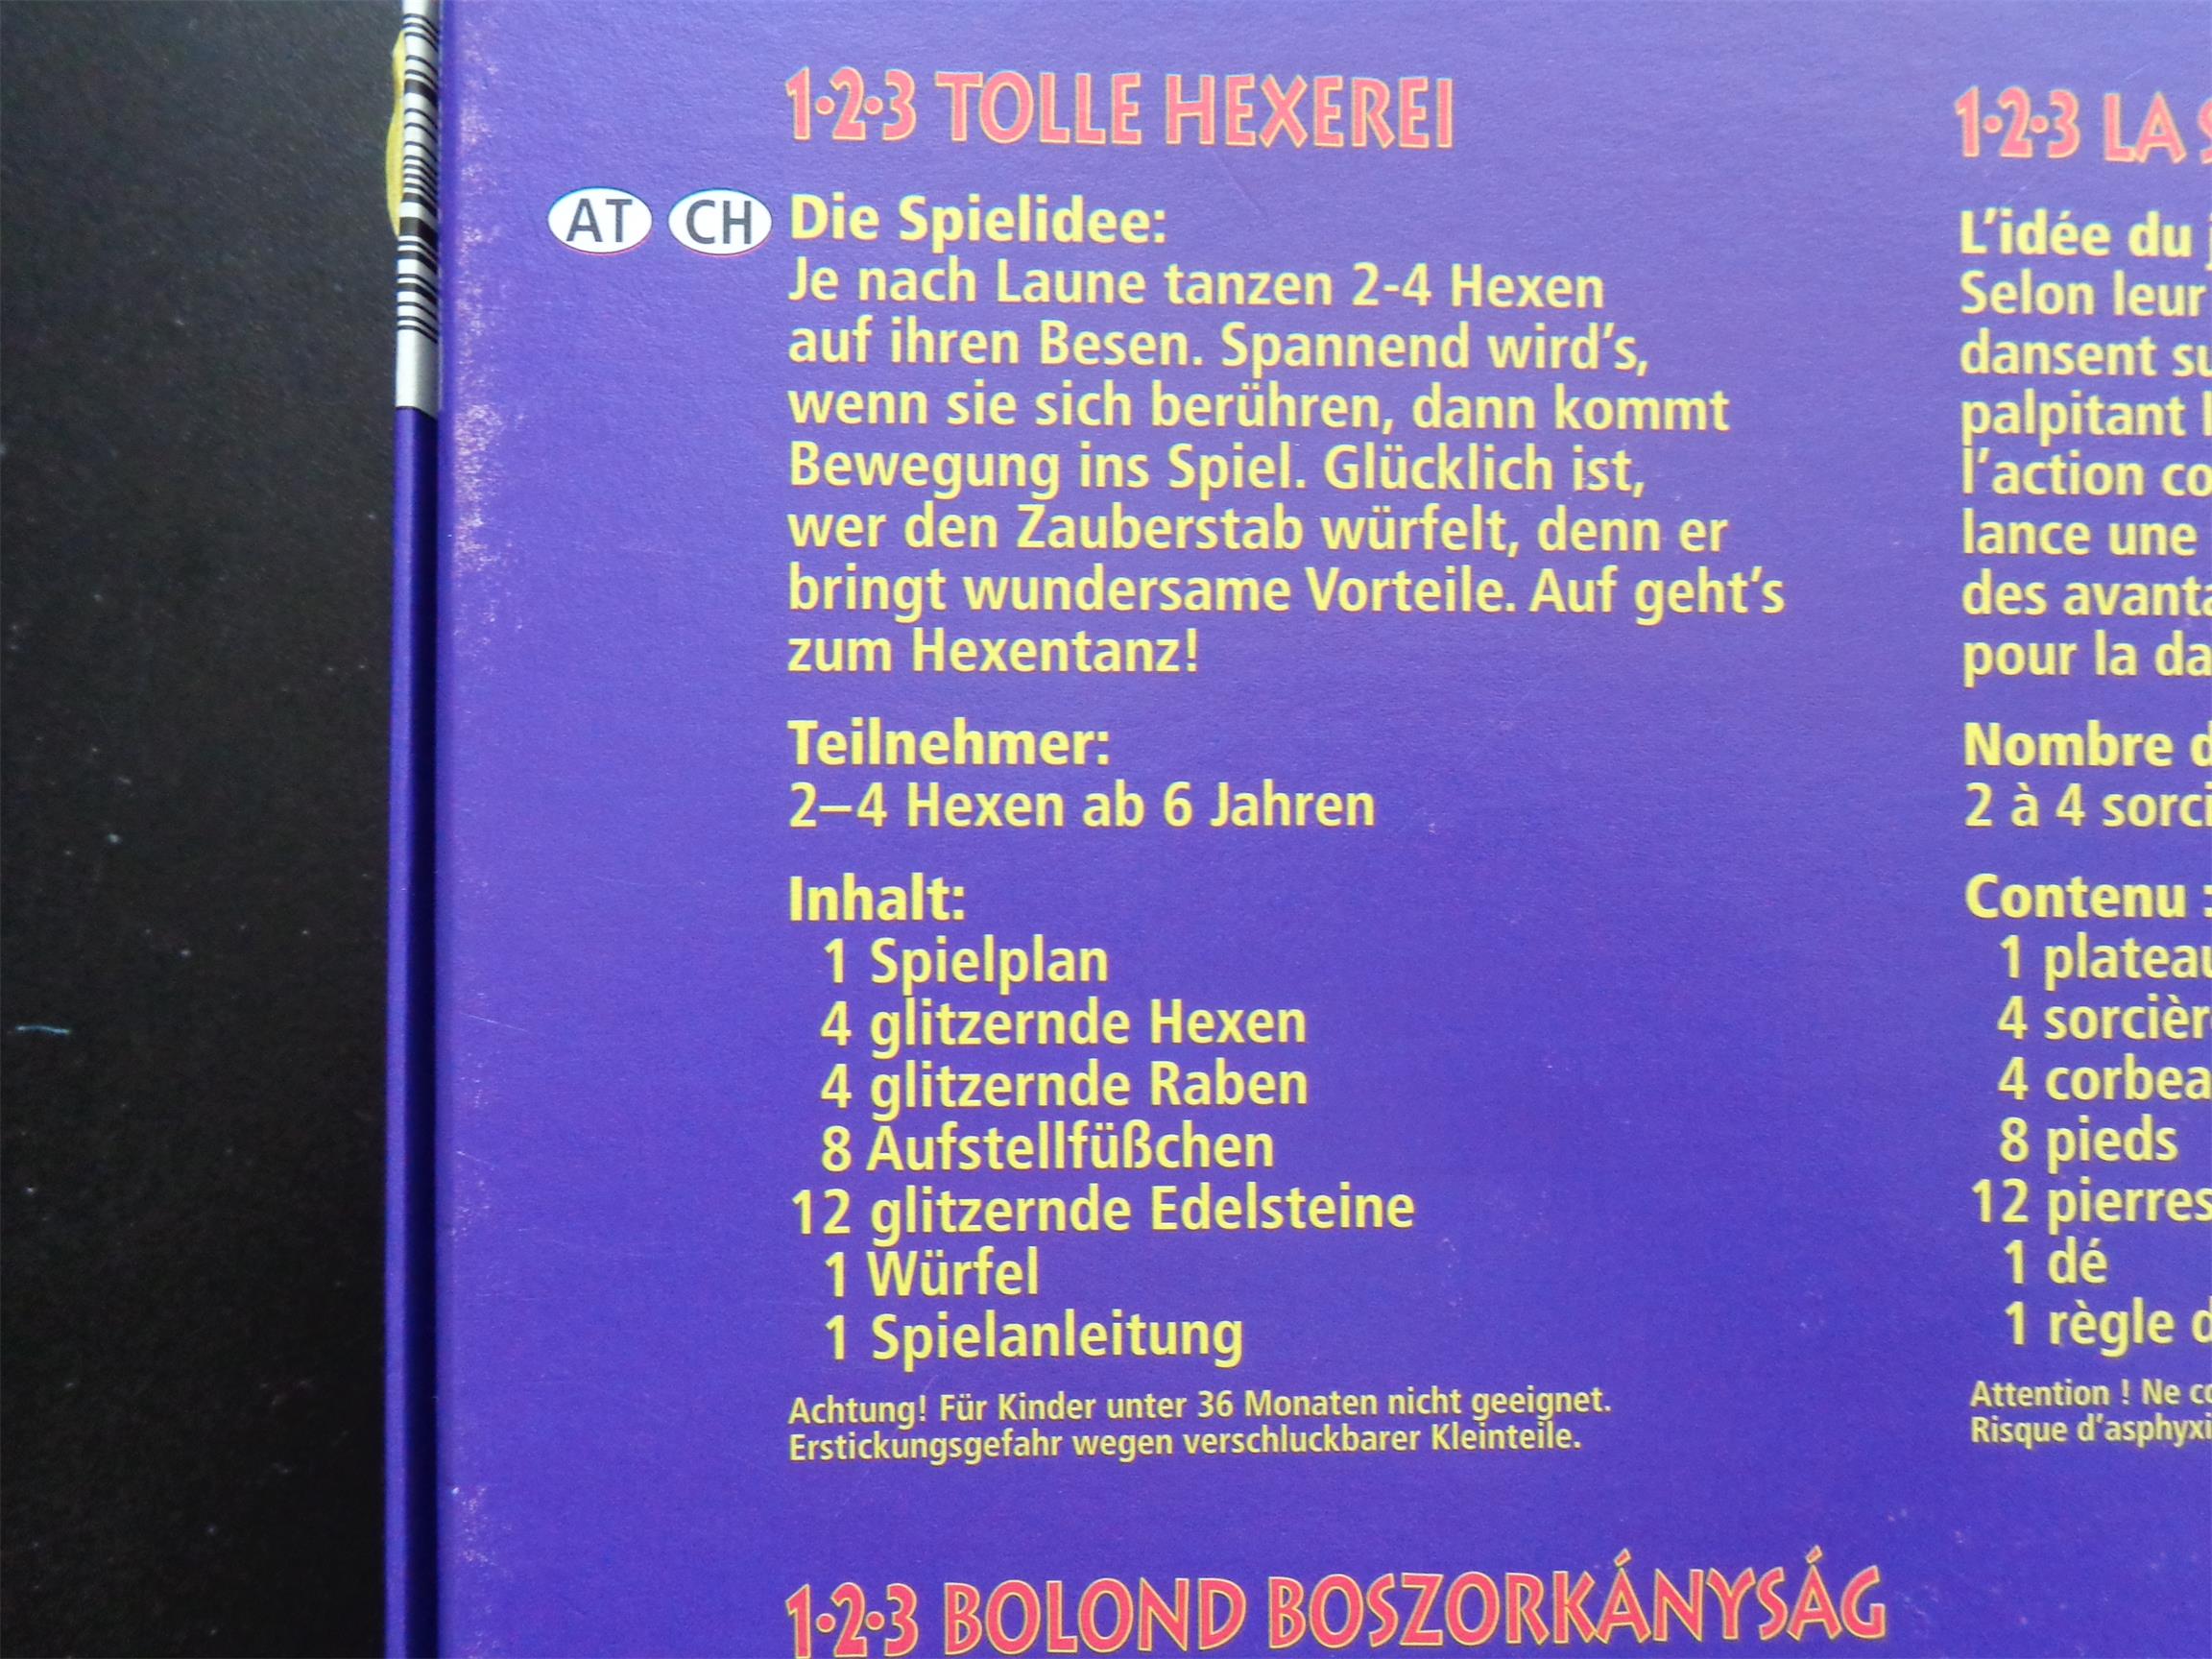 1•2•3 TOLLE HEXEREI
AT CH Die Spielidee:
Je nach Laune tanzen 2-4 Hexen
auf ihren Besen. Spannend wird's,
wenn sie sich berühren, dann kommt
Bewegung ins Spiel. Glücklich ist,
wer den Zauberstab würfelt, denn er
bringt wundersame Vorteile. Auf geht's
zum Hexentanz!
Teilnehmer:
2–4 Hexen ab 6 Jahren
Inhalt:
1 Spielplan
4 glitzernde Hexen
4 glitzernde Raben
8 Aufstellfüßchen
12 glitzernde Edelsteine
1 Würfel
1 Spielanleitung
Achtung! Für Kinder unter 36 Monaten nicht geeignet.
Erstickungsgefahr wegen verschluckbarer Kleinteile.
1•2•3 BOLOND BOSZORKÁNYSÁG
1•2•3 LA
L'idée du
Selon leur
dansent
palpitant
l'action
lance une
des
pour la
Nombre
2 à 4
Contenu :
1
4
4
8 pieds
12
1 dé
1 règle
Attention ! Ne
Risque